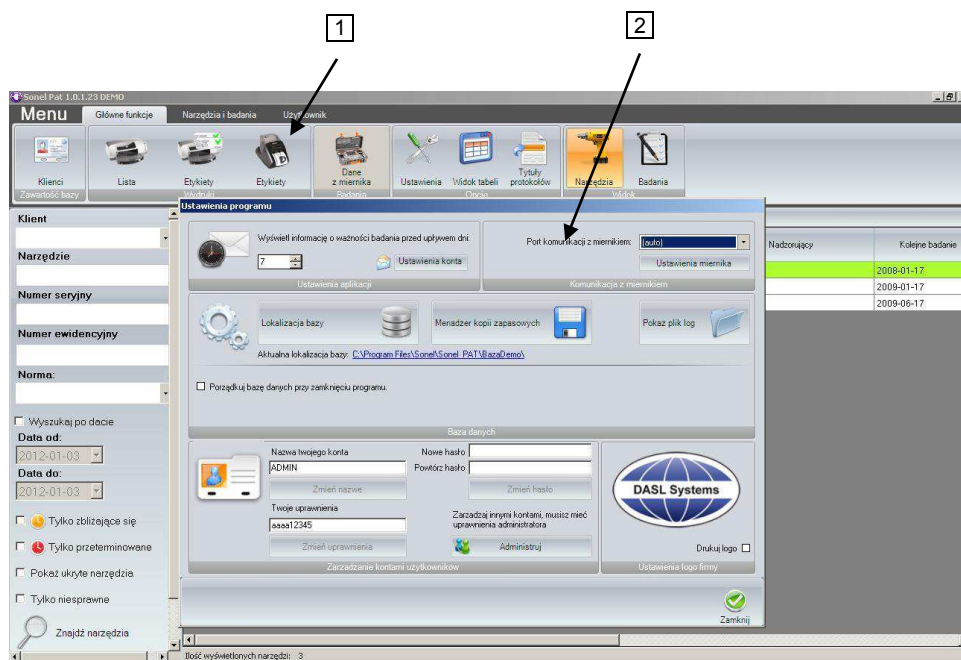 1
2
Sonel Pat 1.0.1.23 DEMO
Menu
Główne funkcje
Narzędzia i badania
Użytkownik
Klienci
Lista
Etykiety
Etykiety
Dane
z miernika
Ustawienia
Widok tabeli
Tytuły
protokołów
Narzędzia
Badania
Zawartość bazy
Wydruki
Badania
Opcje
Widok
Klient
Narzędzie
Numer seryjny
Numer ewidencyjny
Norma:
Wyszukaj po dacie
Data od:
2012-01-03
Data do:
2012-01-03
Tylko zbliżające się
Tylko przeterminowane
Pokaż ukryte narzędzia
Tylko niesprawne
Znajdź narzędzia
Ustawienia programu
Wyświetl informację o ważności badania przed upływem dni:
7
Ustawienia konta
Ustawienia aplikacji
Port komunikacji z miernikiem:
(auto)
Ustawienia miernika
Komunikacja z miernikiem
Lokalizacja bazy
Menadzer kopii zapasowych
Pokaz plik log
Aktualna lokalizacja bazy: C:\Program Files\Sonel\Sonel_PAT\BazaDemo\
Porządkuj bazę danych przy zamknięciu programu.
Baza danych
Nazwa twojego konta
ADMIN
Zmień nazwe
Twoje uprawnienia
aaaa12345
Zmień uprawnienia
Nowe hasło
Powtórz hasło
Zmień hasło
Zarzadzaj innymi kontami, musisz mieć
uprawnienia administratora
Administruj
Zarzadzanie kontami użytkowników
DASL Systems
Drukuj logo
Ustawienia logo firmy
Zamknij
Nadzorujący
Kolejne badanie
2008-01-17
2009-01-17
2009-06-17
Ilość wyświetlonych narzędzi: 3